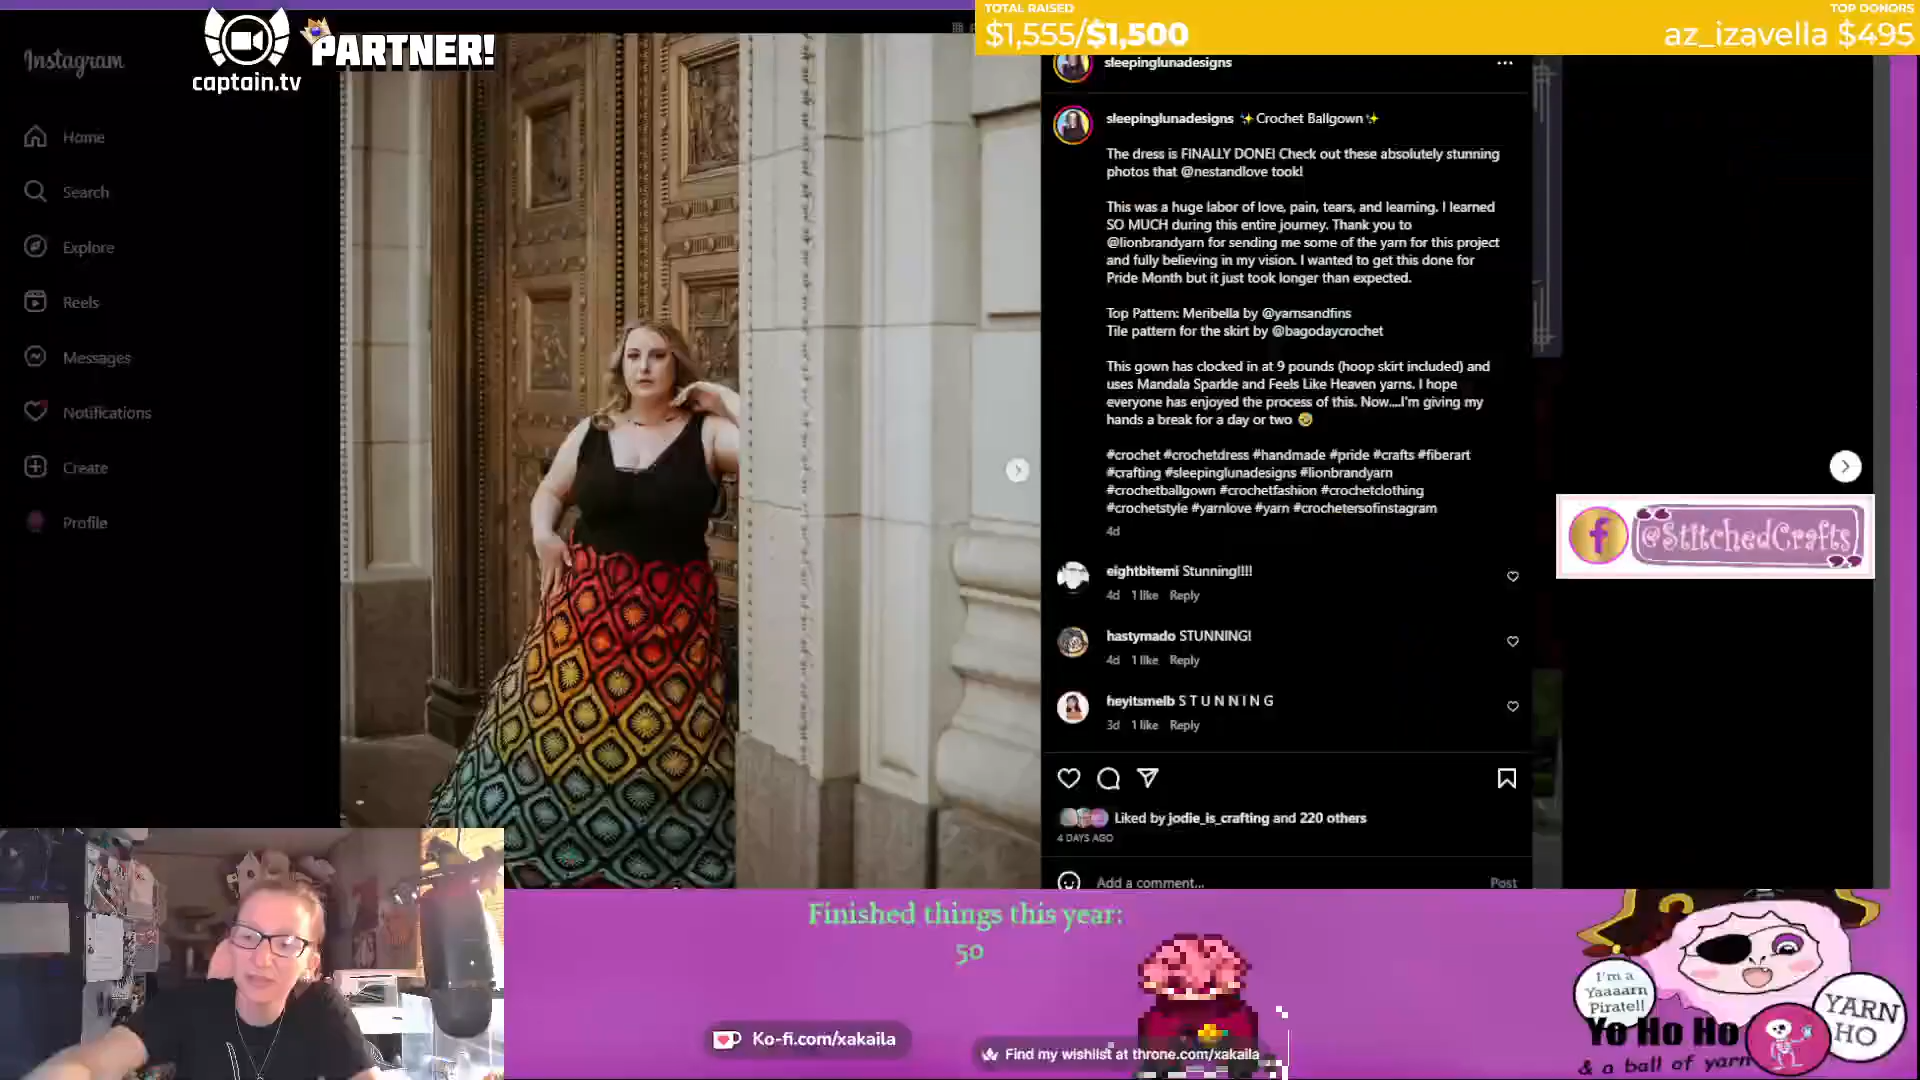 TOTAL RAISED
$1,555/$1,500
TOP DONORS
az_izavella $495
captain.tv
PARTNER!
Instagram
Home
Search
Explore
Reels
Messages
Notifications
Create
Profile
sleepinglunadesigns
sleepinglunadesigns ✨Crochet Ballgown✨
The dress is FINALLY DONE! Check out these absolutely stunning
photos that @nestandlove took!
This was a huge labor of love, pain, tears, and learning. I learned
SO MUCH during this entire journey. Thank you to
@lionbrandyarn for sending me some of the yarn for this project
and fully believing in my vision. I wanted to get this done for
Pride Month but it just took longer than expected.
Top Pattern: Meribella by @yarnsandfins
Tile pattern for the skirt by @bagodaycrochet
This gown has clocked in at 9 pounds (hoop skirt included) and
uses Mandala Sparkle and Feels Like Heaven yarns. I hope
everyone has enjoyed the process of this. Now....I'm giving my
hands a break for a day or two 🤣
#crochet #crochetdress #handmade #pride #crafts #fiberart
#crafting #sleepinglunadesigns #lionbrandyarn
#crochetballgown #crochetfashion #crochetclothing
#crochetstyle #yarnlove #yarn #crochetersofinstagram
4d
eightbitemi Stunning!!!!
4d 1 like Reply
hastymado STUNNING!
4d 1 like Reply
heyitsmelb S T U N N I N G
3d 1 like Reply
Liked by jodie_is_crafting and 220 others
4 DAYS AGO
Add a comment...
Post
f @StitchedCrafts
Finished things this year:
50
Ko-fi.com/xakaila
Find my wishlist at throne.com/xakaila
I'm a
Yaaaarn
Pirate!!
YARN
HO
Yo Ho Ho
& a ball of yarn